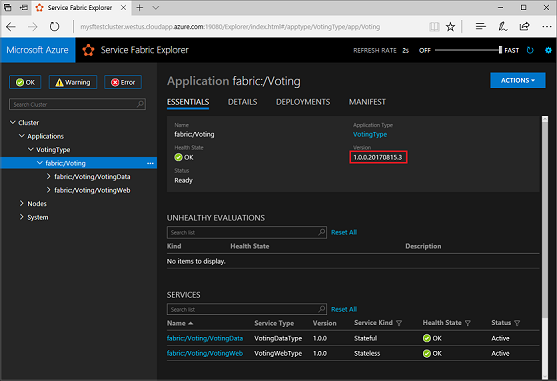 Service Fabric Explorer
mysftestcluster.westus.cloudapp.azure.com:19080/Explorer/index.html#/apptype/VotingType/app/Voting
Microsoft Azure
Service Fabric Explorer
REFRESH RATE 2s OFF FAST
OK Warning Error
Search Cluster
Cluster
Applications
VotingType
fabric:/Voting
fabric:/Voting/VotingData
fabric:/Voting/VotingWeb
Nodes
System
Application fabric:/Voting
ACTIONS
ESSENTIALS DETAILS DEPLOYMENTS MANIFEST
Name
fabric:/Voting
Application Type
VotingType
Health State
OK
Version
1.0.0.20170815.3
Status
Ready
UNHEALTHY EVALUATIONS
Search list Reset All
Kind Health State Description
No items to display.
SERVICES
Search list Reset All
Name Service Type Version Service Kind Health State Status
fabric:/Voting/VotingData VotingDataType 1.0.0 Stateful OK Active
fabric:/Voting/VotingWeb VotingWebType 1.0.0 Stateless OK Active